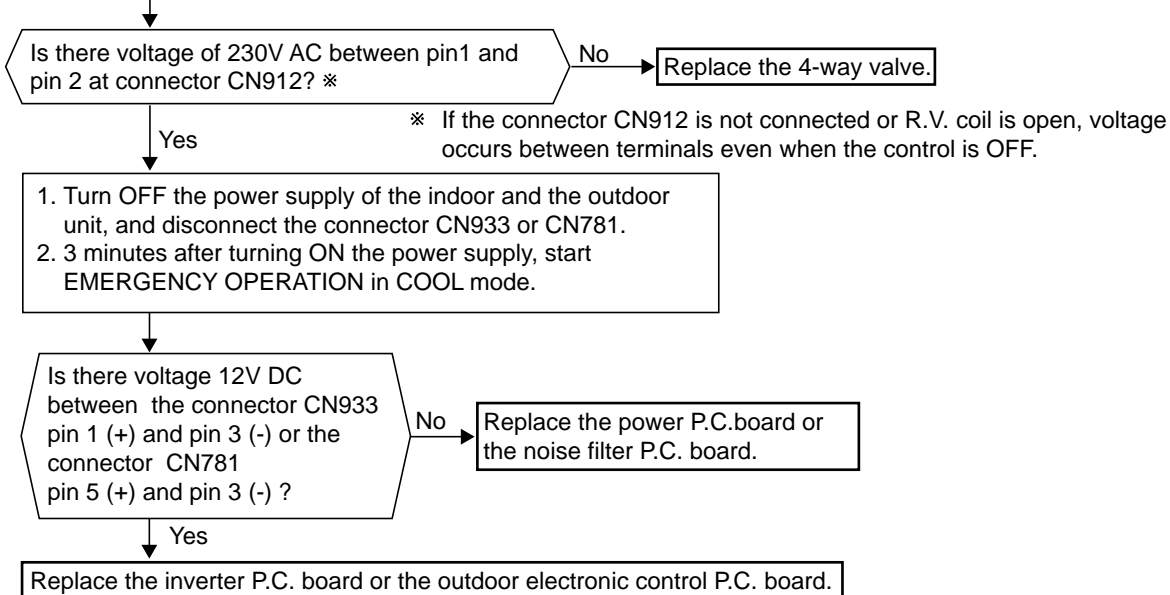 Is there voltage of 230V AC between pin1 and
pin 2 at connector CN912? ※
No
Replace the 4-way valve.
※ If the connector CN912 is not connected or R.V. coil is open, voltage
occurs between terminals even when the control is OFF.
Yes
1. Turn OFF the power supply of the indoor and the outdoor
unit, and disconnect the connector CN933 or CN781.
2. 3 minutes after turning ON the power supply, start
EMERGENCY OPERATION in COOL mode.
Is there voltage 12V DC
between the connector CN933
pin 1 (+) and pin 3 (-) or the
connector CN781
pin 5 (+) and pin 3 (-) ?
No
Replace the power P.C.board or
the noise filter P.C. board.
Yes
Replace the inverter P.C. board or the outdoor electronic control P.C. board.